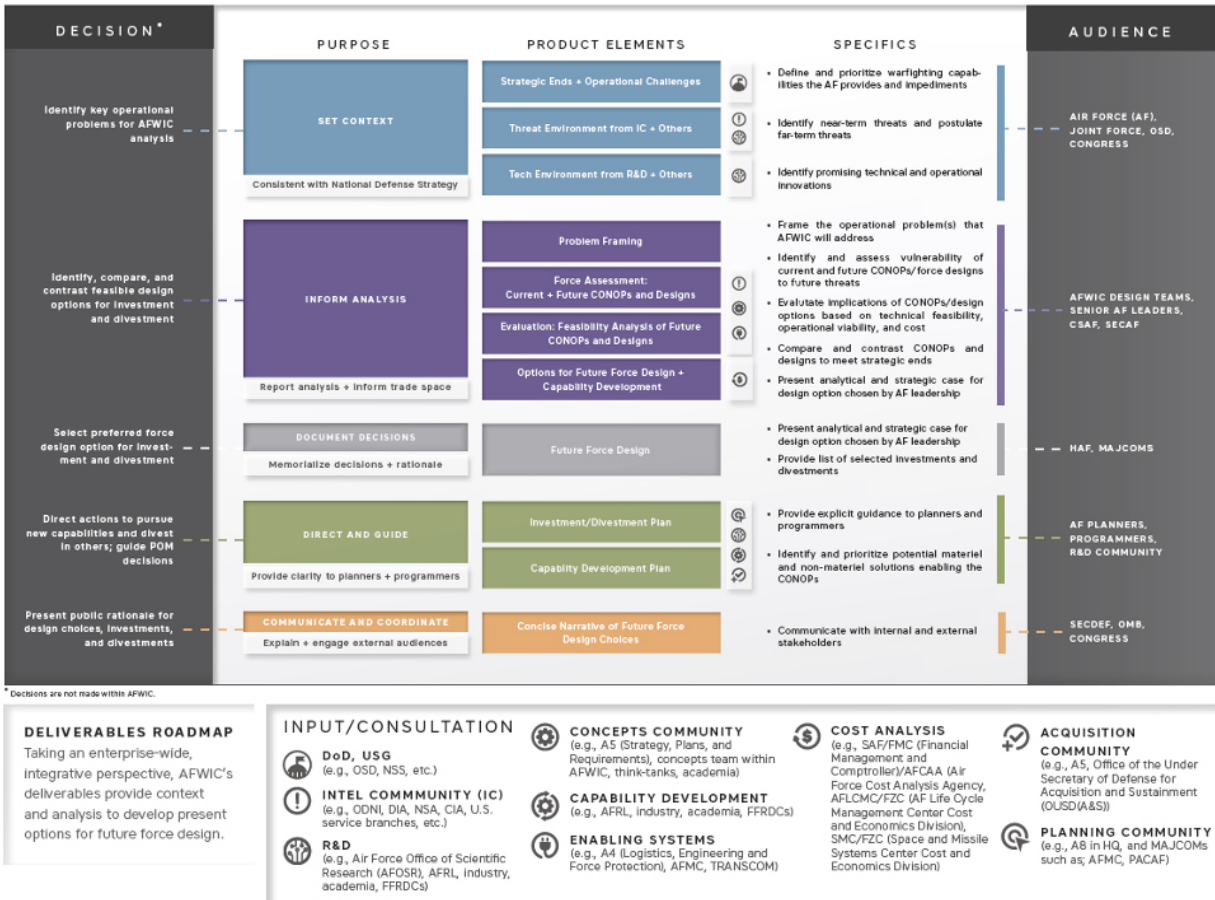 DECISION*
Identify key operational
problems for AFWIC
analysis
Identify, compare, and
contrast feasible design
options for investment
and divestment
Select preferred force
design option for invest-
ment and divestment
Direct actions to pursue
new capabilities and divest
in others; guide POM
decisions
Present public rationale for
design choices, investments,
and divestments
PURPOSE
SET CONTEXT
Consistent with National Defense Strategy
INFORM ANALYSIS
Report analysis + inform trade space
DOCUMENT DECISIONS
Memorialize decisions + rationale
DIRECT AND GUIDE
Provide clarity to planners + programmers
COMMUNICATE AND COORDINATE
Explain + engage external audiences
PRODUCT ELEMENTS
Strategic Ends + Operational Challenges
Threat Environment from IC + Others
Tech Environment from R&D + Others
Problem Framing
Force Assessment:
Current + Future CONOPs and Designs
Evaluation: Feasibility Analysis of Future
CONOPs and Designs
Options for Future Force Design +
Capability Development
Future Force Design
Investment/Divestment Plan
Capablity Development Plan
Concise Narrative of Future Force
Design Choices
SPECIFICS
• Define and prioritize warfighting capab-
ilities the AF provides and impediments
• Identify near-term threats and postulate
far-term threats
• Identify promising technical and operational
innovations
• Frame the operational problem(s) that
AFWIC will address
• Identify and assess vulnerability of
current and future CONOPs/force designs
to future threats
• Evalutate implications of CONOPs/design
options based on technical feasibility,
operational viability, and cost
• Compare and contrast CONOPs and
designs to meet strategic ends
• Present analytical and strategic case for
design option chosen by AF leadership
• Present analytical and strategic case for
design option chosen by AF leadership
• Provide list of selected investments and
divestments
• Provide explicit guidance to planners and
programmers
• Identify and prioritize potential materiel
and non-materiel solutions enabling the
CONOPs
• Communicate with internal and external
stakeholders
AUDIENCE
AIR FORCE (AF),
JOINT FORCE, OSD,
CONGRESS
AFWIC DESIGN TEAMS,
SENIOR AF LEADERS,
CSAF, SECAF
HAF, MAJCOMS
AF PLANNERS,
PROGRAMMERS,
R&D COMMUNITY
SECDEF, OMB,
CONGRESS
* Decisions are not made within AFWIC.
DELIVERABLES ROADMAP
Taking an enterprise-wide,
integrative perspective, AFWIC's
deliverables provide context
and analysis to develop present
options for future force design.
INPUT/CONSULTATION
DoD, USG
(e.g., OSD, NSS, etc.)
INTEL COMMMUNITY (IC)
(e.g., ODNI, DIA, NSA, CIA, U.S.
service branches, etc.)
R&D
(e.g., Air Force Office of Scientific
Research (AFOSR), AFRL, industry,
academia, FFRDCs)
CONCEPTS COMMUNITY
(e.g., A5 (Strategy, Plans, and
Requirements), concepts team within
AFWIC, think-tanks, academia)
CAPABILITY DEVELOPMENT
(e.g., AFRL, industry, academia, FFRDCs)
ENABLING SYSTEMS
(e.g., A4 (Logistics, Engineering and
Force Protection), AFMC, TRANSCOM)
COST ANALYSIS
(e.g., SAF/FMC (Financial
Management and
Comptroller)/AFCAA (Air
Force Cost Analysis Agency,
AFLCMC/FZC (AF Life Cycle
Management Center Cost
and Economics Division),
SMC/FZC (Space and Missile
Systems Center Cost and
Economics Division)
ACQUISITION
COMMUNITY
(e.g., A5, Office of the Under
Secretary of Defense for
Acquisition and Sustainment
(OUSD(A&S))
PLANNING COMMUNITY
(e.g., A8 in HQ, and MAJCOMs
such as; AFMC, PACAF)